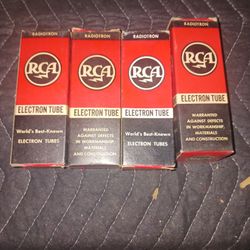 RADIOTRON
RCA
ELECTRON TUBE
World's Best-Known
ELECTRON TUBES
RADIOTRON
RCA
ELECTRON TUBE
WARRANTED
AGAINST DEFECTS
IN WORKMANSHIP,
MATERIALS
AND CONSTRUCTION
RADIOTRON
RCA
ELECTRON TUBE
World's Best-Known
ELECTRON TUBES
RADIOTRON
RCA
ELECTRON TUBE
WARRANTED
AGAINST DEFECTS
IN WORKMANSHIP,
MATERIALS
AND CONSTRUCTION